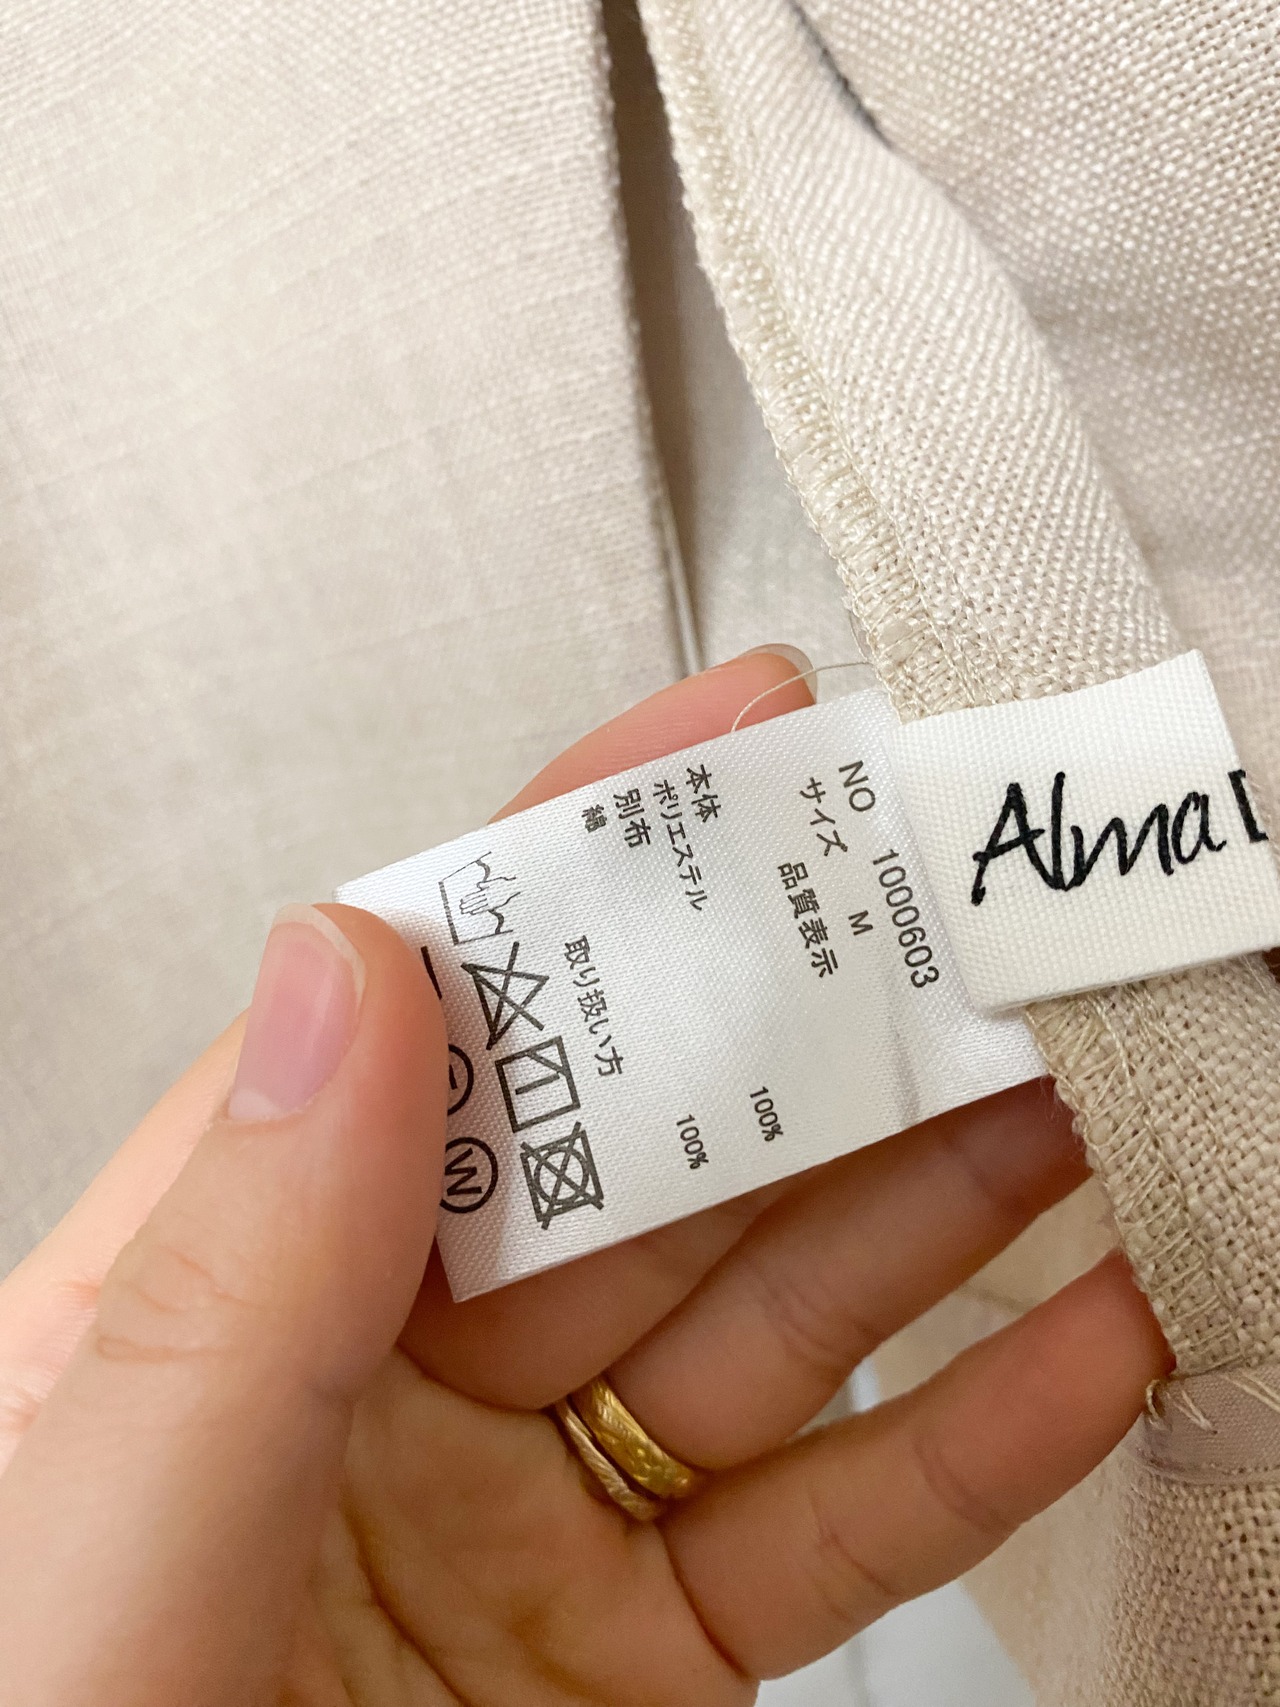 NO 1000603
サイズ M
品質表示
本体
ポリエステル 100%
別布
綿 100%
取り扱い方
W
Alma